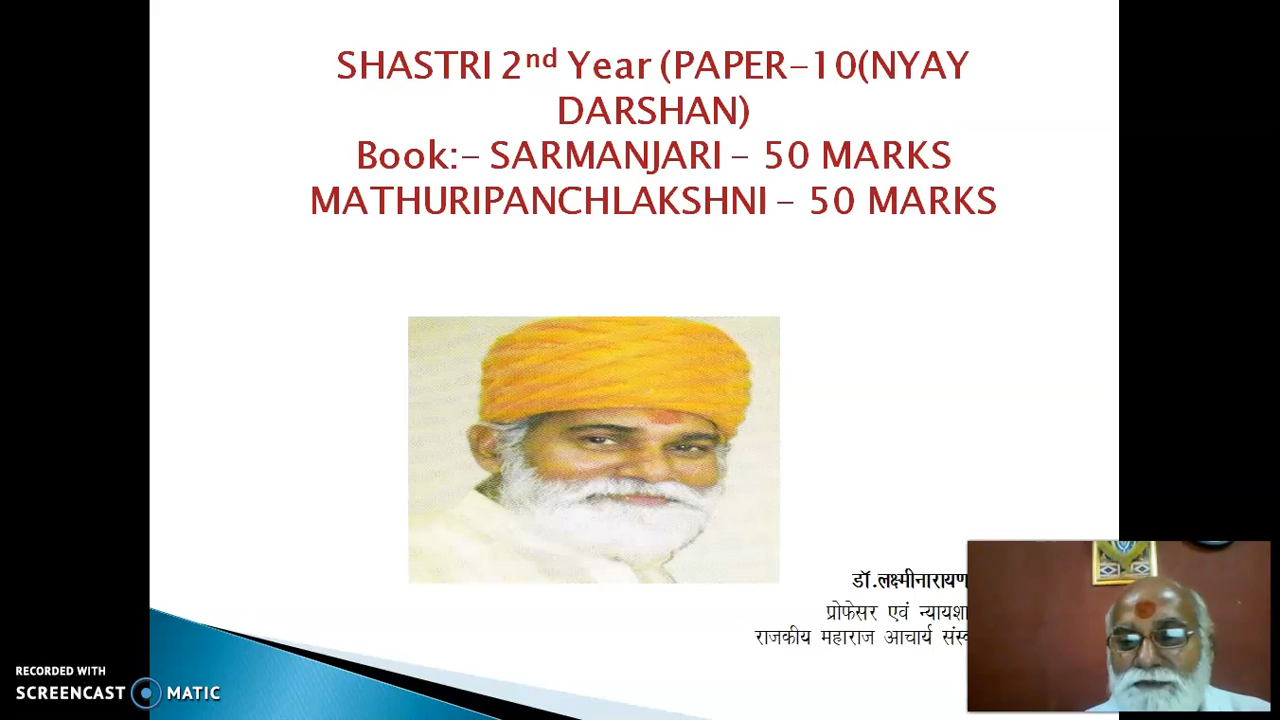 SHASTRI 2nd Year (PAPER-10(NYAY
DARSHAN)
Book:- SARMANJARI - 50 MARKS
MATHURIPANCHLAKSHNI - 50 MARKS
डॉ.लक्ष्मीनारायण
प्रोफेसर एवं
राजकीय महाराज आचार्य
RECORDED WITH
SCREENCAST MATIC